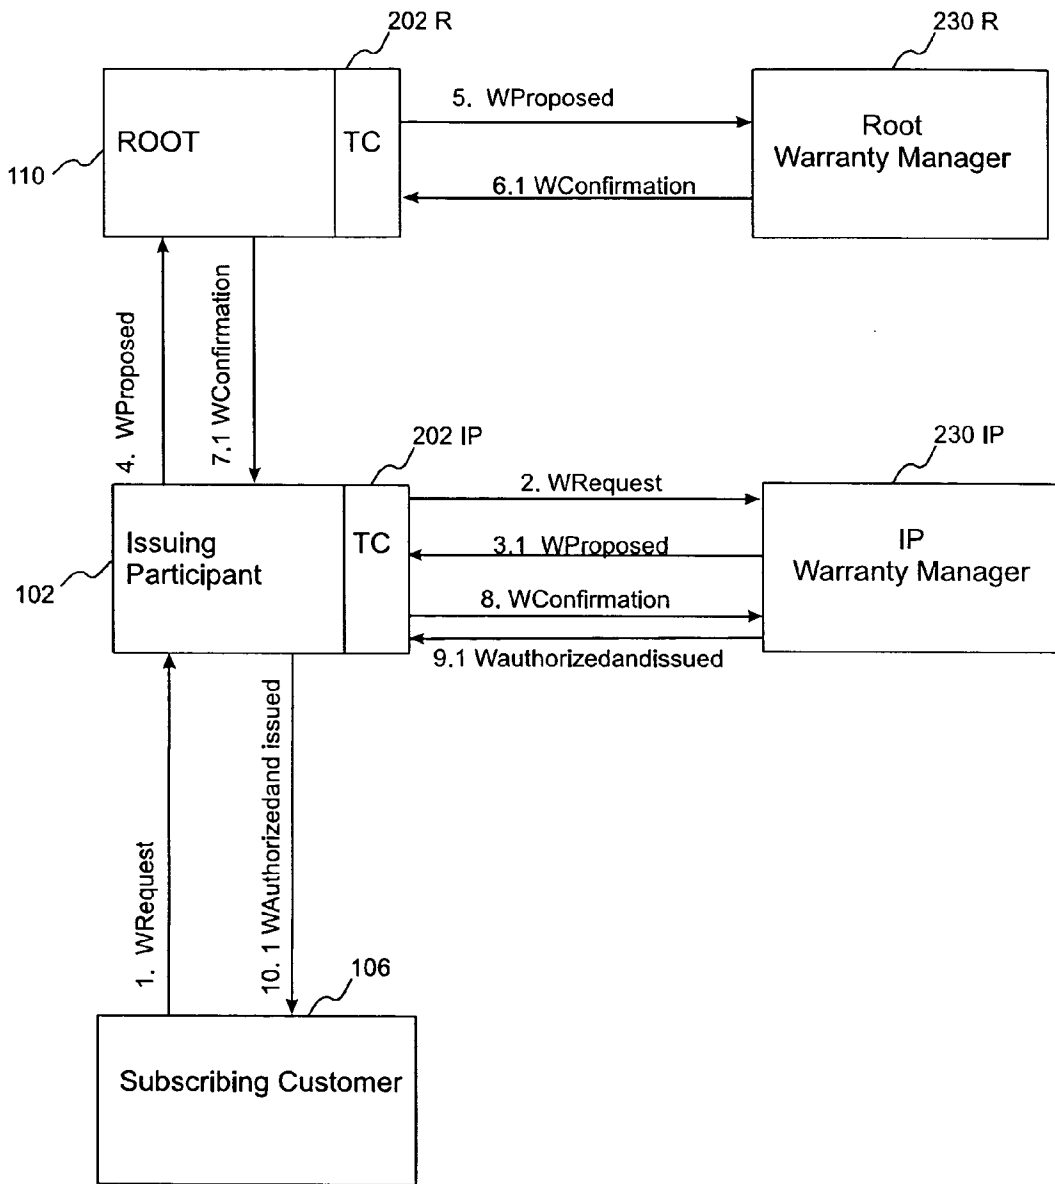 202 R
230 R
ROOT
TC
5. WProposed
Root
Warranty Manager
110
6.1 WConfirmation
4. WProposed
7.1 WConfirmation
202 IP
230 IP
2. WRequest
Issuing
Participant
TC
3.1 WProposed
IP
Warranty Manager
102
8. WConfirmation
9.1 Wauthorizedandissued
1. WRequest
10. 1 WAuthorizedand issued
106
Subscribing Customer